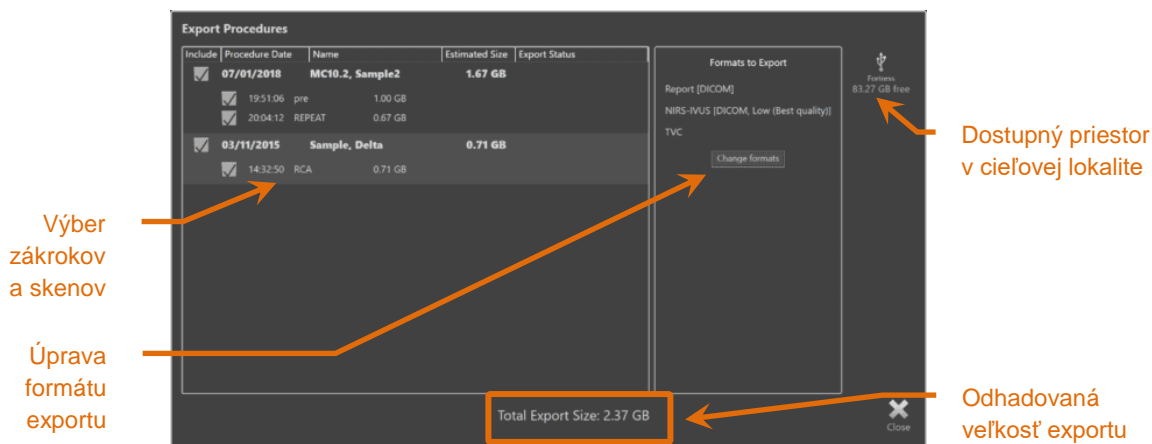 Export Procedures
Include Procedure Date Name Estimated Size Export Status
07/01/2018 MC10.2, Sample2 1.67 GB
19:51:06 pre 1.00 GB
20:04:12 REPEAT 0.67 GB
03/11/2015 Sample, Delta 0.71 GB
14:32:50 RCA 0.71 GB
Formats to Export
Report [DICOM]
NIRS-IVUS [DICOM, Low (Best quality)]
TVC
Change formats
Fortress
83.27 GB free
Dostupný priestor
v cieľovej lokalite
Výber
zákrokov
a skenov
Úprava
formátu
exportu
Total Export Size: 2.37 GB
Close
Odhadovaná
veľkosť exportu